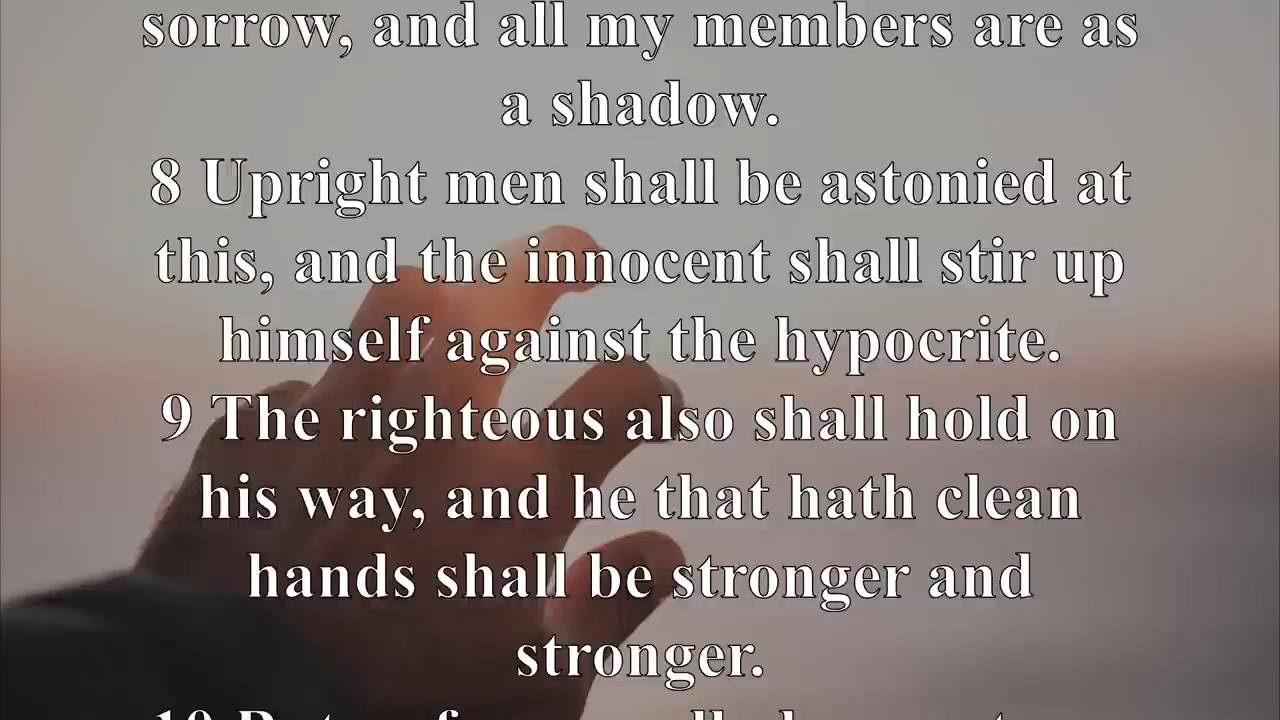 sorrow, and all my members are as
a shadow.
8 Upright men shall be astonied at
this, and the innocent shall stir up
himself against the hypocrite.
9 The righteous also shall hold on
his way, and he that hath clean
hands shall be stronger and
stronger.